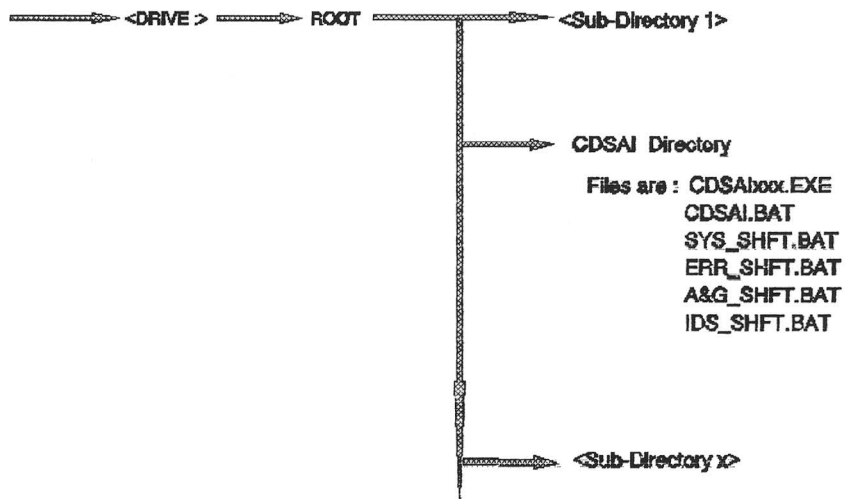 <DRIVE :> ROOT <Sub-Directory 1>
CDSAI Directory
Files are : CDSAIxxx.EXE
CDSAI.BAT
SYS_SHFT.BAT
ERR_SHFT.BAT
A&G_SHFT.BAT
IDS_SHFT.BAT
<Sub-Directory x>